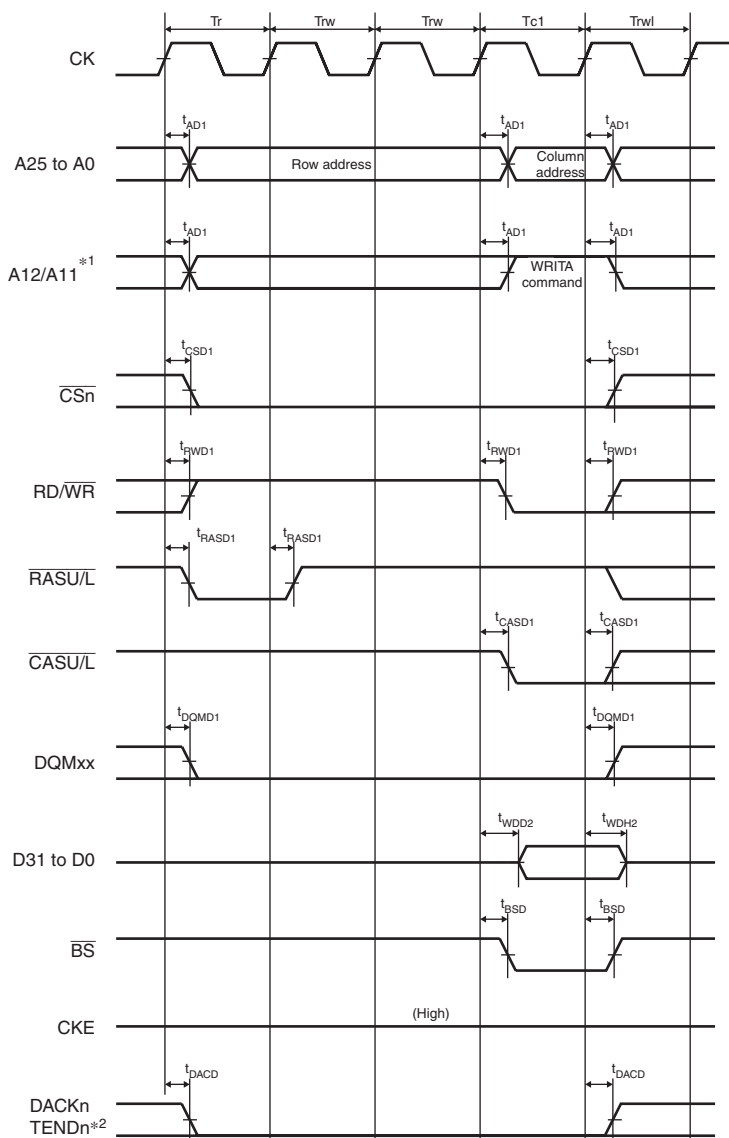 Tr Trw Trw Tc1 Trwl
CK
tAD1 tAD1 tAD1
A25 to A0 Row address Column address
tAD1 tAD1 tAD1
A12/A11 *1 WRITA command
tCSD1 tCSD1
CSn
tRWD1 tRWD1 tRWD1
RD/WR
tRASD1 tRASD1
RASU/L
tCASD1 tCASD1
CASU/L
tDQMD1 tDQMD1
DQMxx
tWDD2 tWDH2
D31 to D0
tBSD tBSD
BS
(High)
CKE
tDACD tDACD
DACKn
TENDn*2